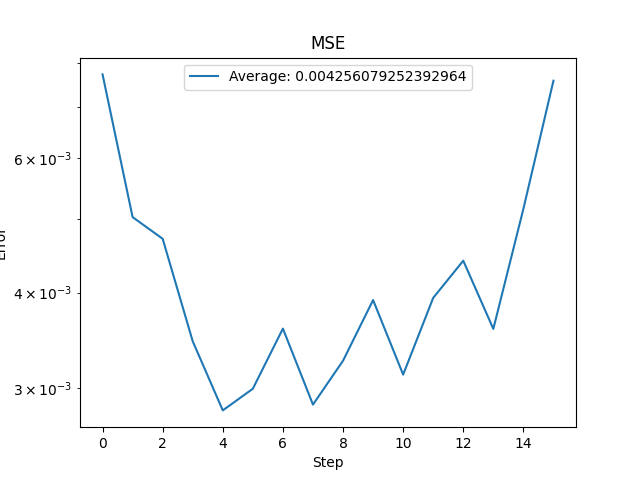 MSE
Average: 0.004256079252392964
6 × 10⁻³
4 × 10⁻³
3 × 10⁻³
Error
0 2 4 6 8 10 12 14
Step